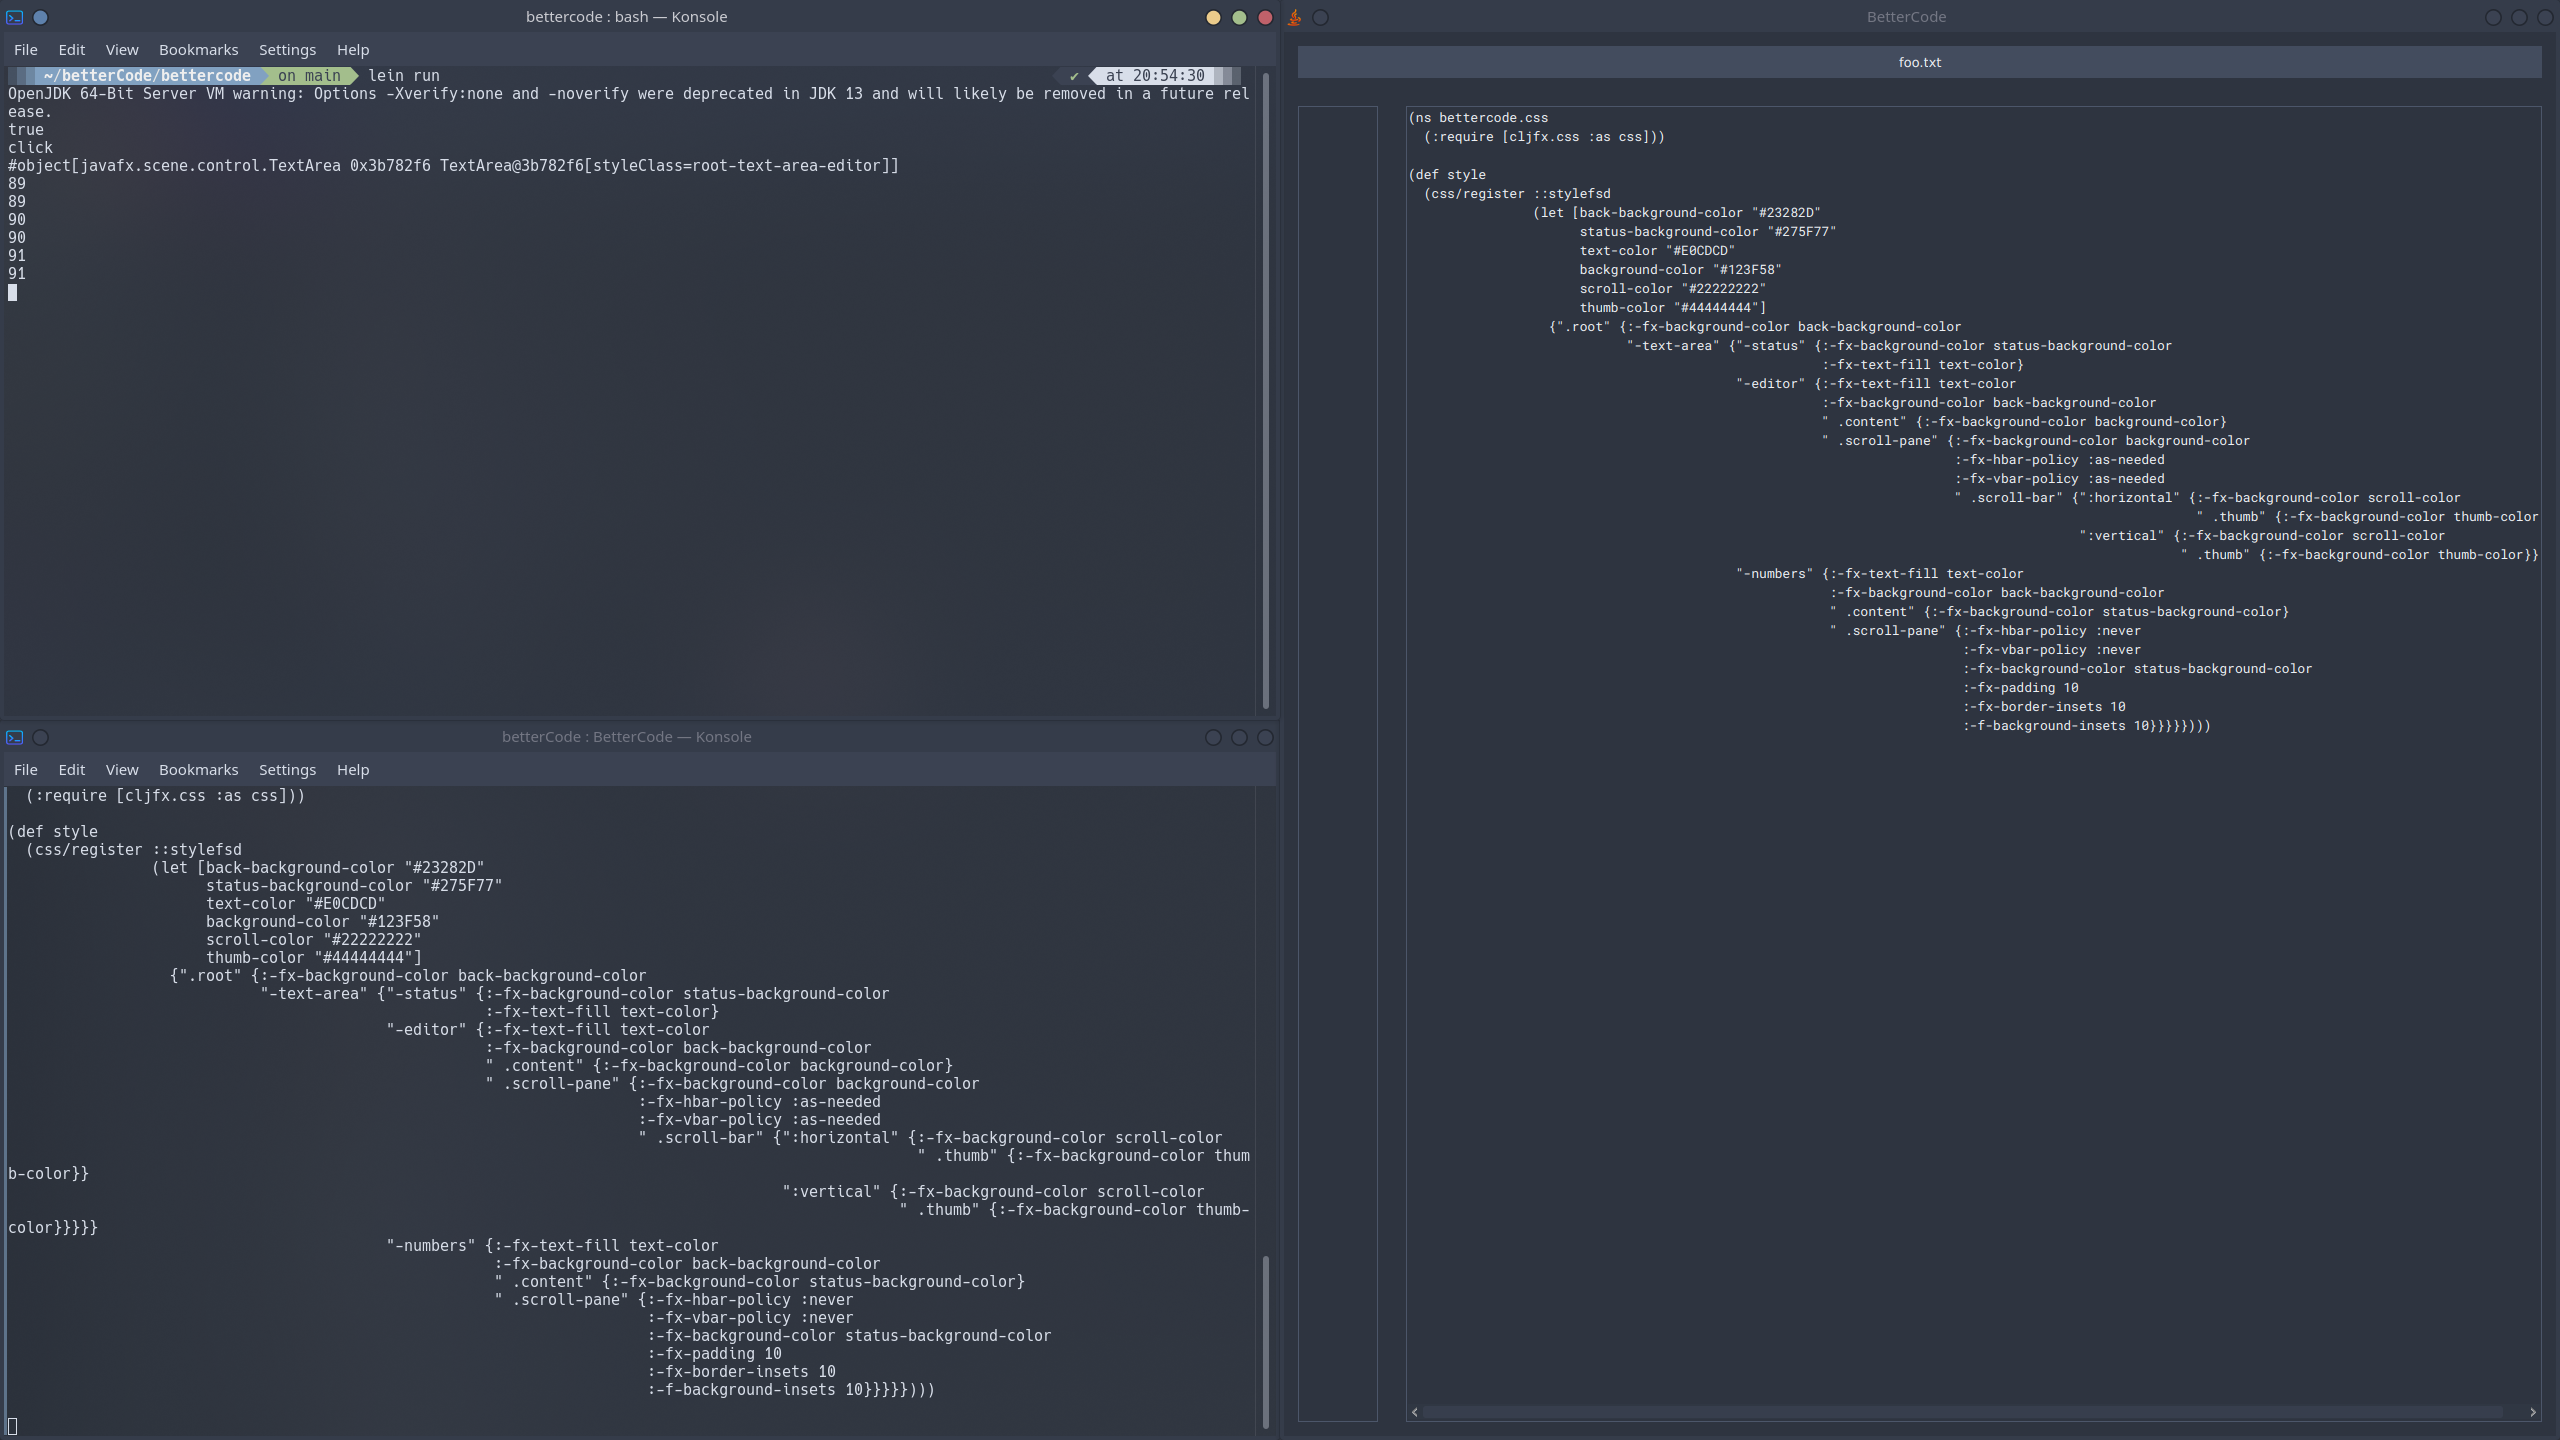 bettercode : bash — Konsole
File Edit View Bookmarks Settings Help
~/betterCode/bettercode on main lein run ✔ at 20:54:30
OpenJDK 64-Bit Server VM warning: Options -Xverify:none and -noverify were deprecated in JDK 13 and will likely be removed in a future rel
ease.
true
click
#object[javafx.scene.control.TextArea 0x3b782f6 TextArea@3b782f6[styleClass=root-text-area-editor]]
89
89
90
90
91
91
betterCode : BetterCode — Konsole
File Edit View Bookmarks Settings Help
(:require [cljfx.css :as css]))
(def style
(css/register ::stylefsd
(let [back-background-color "#23282D"
status-background-color "#275F77"
text-color "#E0CDCD"
background-color "#123F58"
scroll-color "#22222222"
thumb-color "#44444444"]
{".root" {:-fx-background-color back-background-color
"-text-area" {"-status" {:-fx-background-color status-background-color
:-fx-text-fill text-color}
"-editor" {:-fx-text-fill text-color
:-fx-background-color back-background-color
" .content" {:-fx-background-color background-color}
" .scroll-pane" {:-fx-background-color background-color
:-fx-hbar-policy :as-needed
:-fx-vbar-policy :as-needed
" .scroll-bar" {":horizontal" {:-fx-background-color scroll-color
" .thumb" {:-fx-background-color thum
b-color}}
":vertical" {:-fx-background-color scroll-color
" .thumb" {:-fx-background-color thumb-
color}}}}}
"-numbers" {:-fx-text-fill text-color
:-fx-background-color back-background-color
" .content" {:-fx-background-color status-background-color}
" .scroll-pane" {:-fx-hbar-policy :never
:-fx-vbar-policy :never
:-fx-background-color status-background-color
:-fx-padding 10
:-fx-border-insets 10
:-f-background-insets 10}}}}})))
BetterCode
foo.txt
(ns bettercode.css
(:require [cljfx.css :as css]))
(def style
(css/register ::stylefsd
(let [back-background-color "#23282D"
status-background-color "#275F77"
text-color "#E0CDCD"
background-color "#123F58"
scroll-color "#22222222"
thumb-color "#44444444"]
{".root" {:-fx-background-color back-background-color
"-text-area" {"-status" {:-fx-background-color status-background-color
:-fx-text-fill text-color}
"-editor" {:-fx-text-fill text-color
:-fx-background-color back-background-color
" .content" {:-fx-background-color background-color}
" .scroll-pane" {:-fx-background-color background-color
:-fx-hbar-policy :as-needed
:-fx-vbar-policy :as-needed
" .scroll-bar" {":horizontal" {:-fx-background-color scroll-color
" .thumb" {:-fx-background-color thumb-color
":vertical" {:-fx-background-color scroll-color
" .thumb" {:-fx-background-color thumb-color}}
"-numbers" {:-fx-text-fill text-color
:-fx-background-color back-background-color
" .content" {:-fx-background-color status-background-color}
" .scroll-pane" {:-fx-hbar-policy :never
:-fx-vbar-policy :never
:-fx-background-color status-background-color
:-fx-padding 10
:-fx-border-insets 10
:-f-background-insets 10}}}}})))